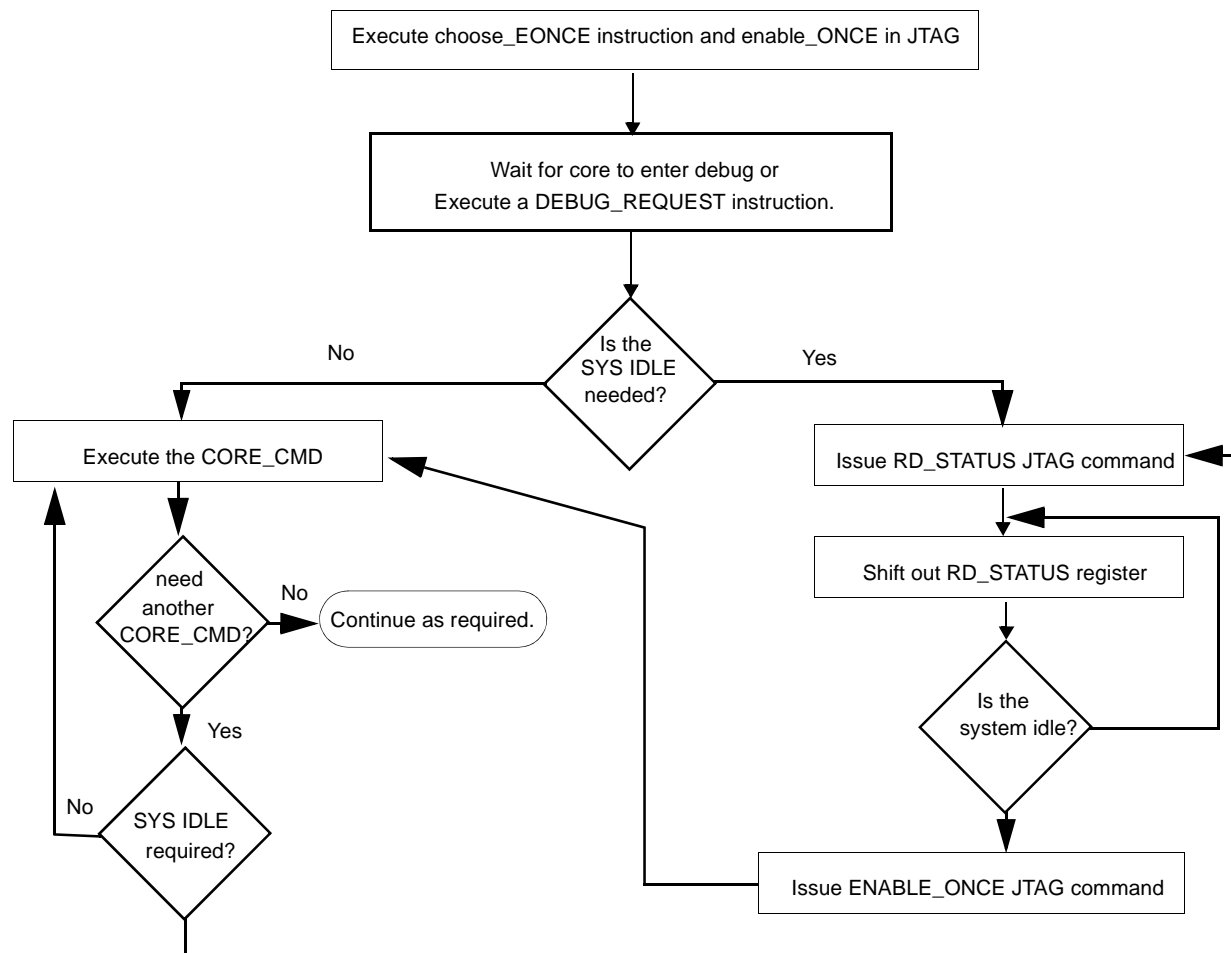 Execute choose_EONCE instruction and enable_ONCE in JTAG
Wait for core to enter debug or
Execute a DEBUG_REQUEST instruction.
Is the
SYS IDLE
needed?
No
Yes
Execute the CORE_CMD
Issue RD_STATUS JTAG command
Shift out RD_STATUS register
need
another
CORE_CMD?
No
Continue as required.
Is the
system idle?
Yes
No
SYS IDLE
required?
Issue ENABLE_ONCE JTAG command